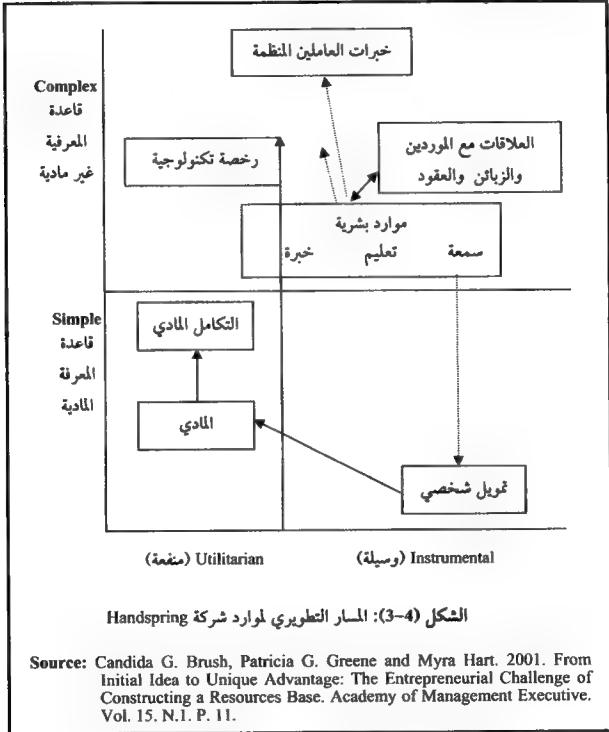 خبرات العاملين المنظمة
Complex
قاعدة
المعرفية
غير مادية
رخصة تكنولوجية
العلاقات مع الموردين
والزبائن والعقود
موارد بشرية
سمعة تعليم خبرة
Simple
قاعدة
المعرفة
المادية
التكامل المادي
المادي
تمويل شخصي
Utilitarian (منفعة)
Instrumental (وسيلة)
الشكل (4-3): المسار التطويري لموارد شركة Handspring
Source: Candida G. Brush, Patricia G. Greene and Myra Hart. 2001. From
Initial Idea to Unique Advantage: The Entrepreneurial Challenge of
Constructing a Resources Base. Academy of Management Executive.
Vol. 15. N.1. P. 11.